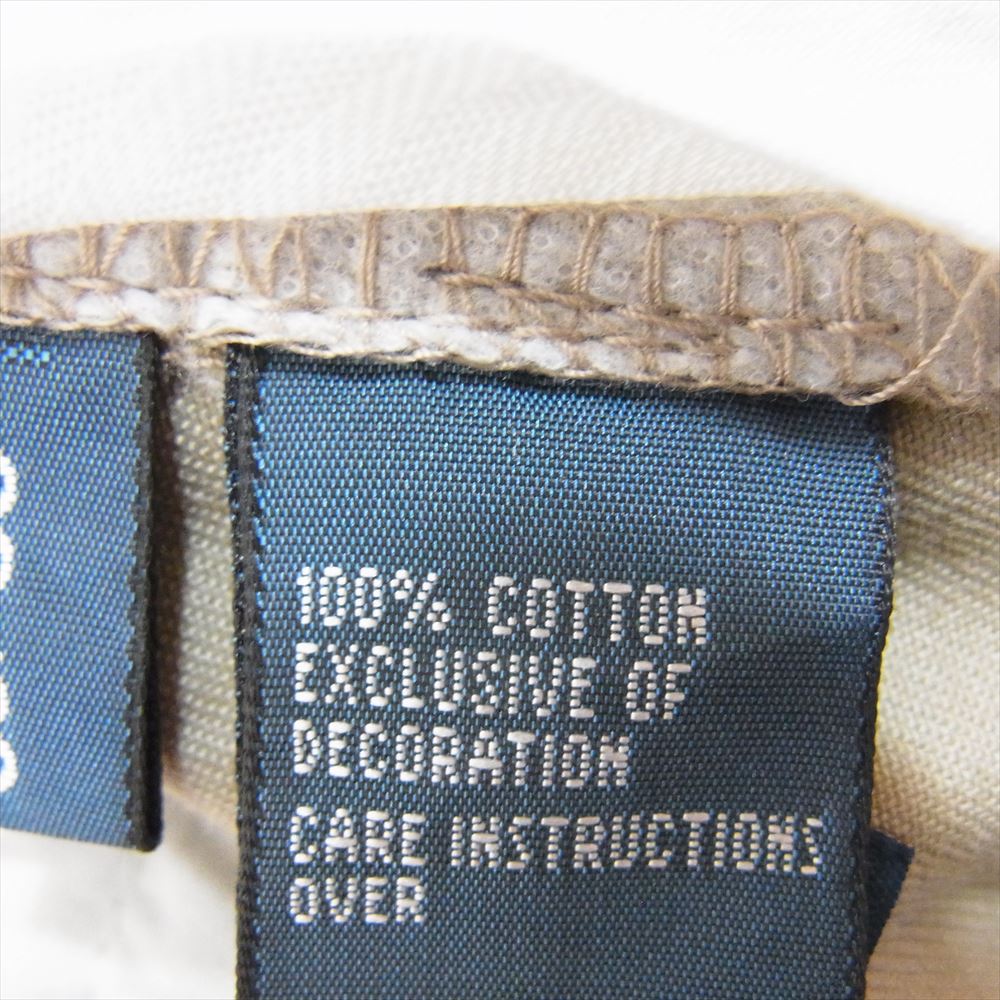 100% COTTON
EXCLUSIVE OF
DECORATION
CARE INSTRUCTIONS
OVER